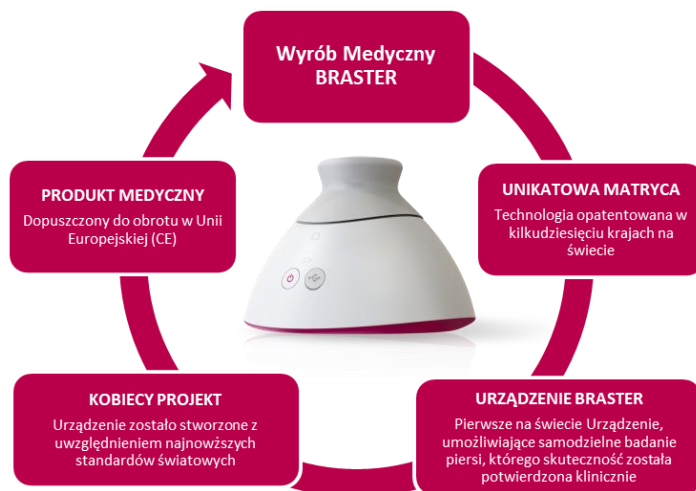 Wyrób Medyczny
BRASTER
UNIKATOWA MATRYCA
Technologia opatentowana w
kilkudziesięciu krajach na
świecie
URZĄDZENIE BRASTER
Pierwsze na świecie Urządzenie,
umożliwiające samodzielne badanie
piersi, którego skuteczność została
potwierdzona klinicznie
KOBIECY PROJEKT
Urządzenie zostało stworzone z
uwzględnieniem najnowszych
standardów światowych
PRODUKT MEDYCZNY
Dopuszczony do obrotu w Unii
Europejskiej (CE)